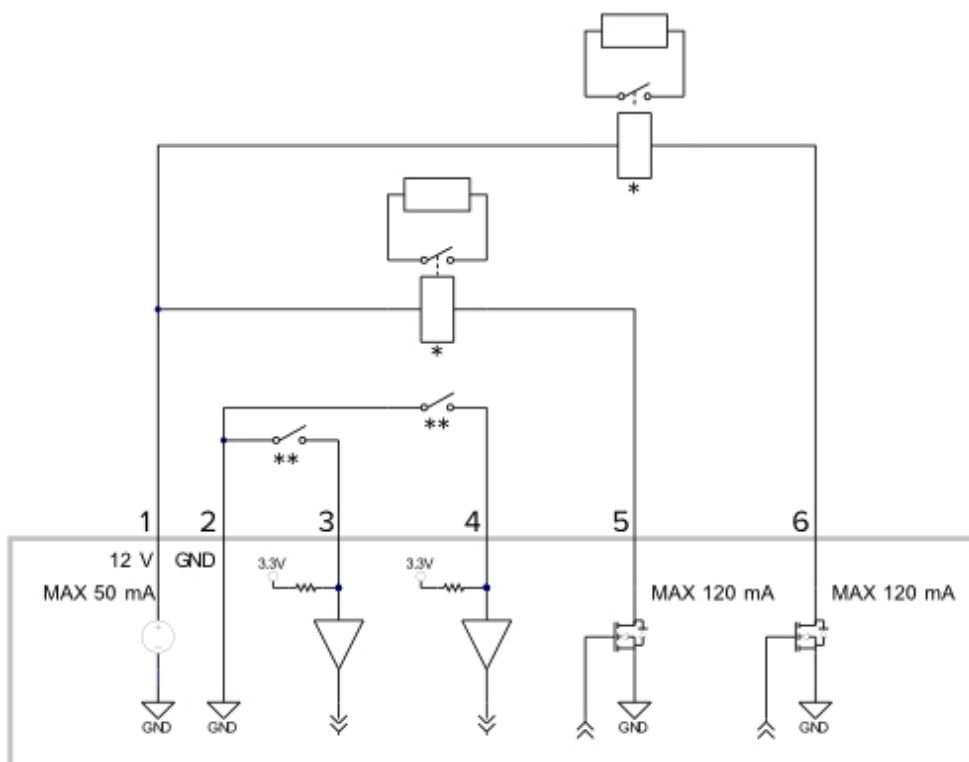 *
*
**
**
1 2 3 4 5 6
12 V GND
3.3V 3.3V
MAX 50 mA MAX 120 mA MAX 120 mA
+
-
GND GND GND GND